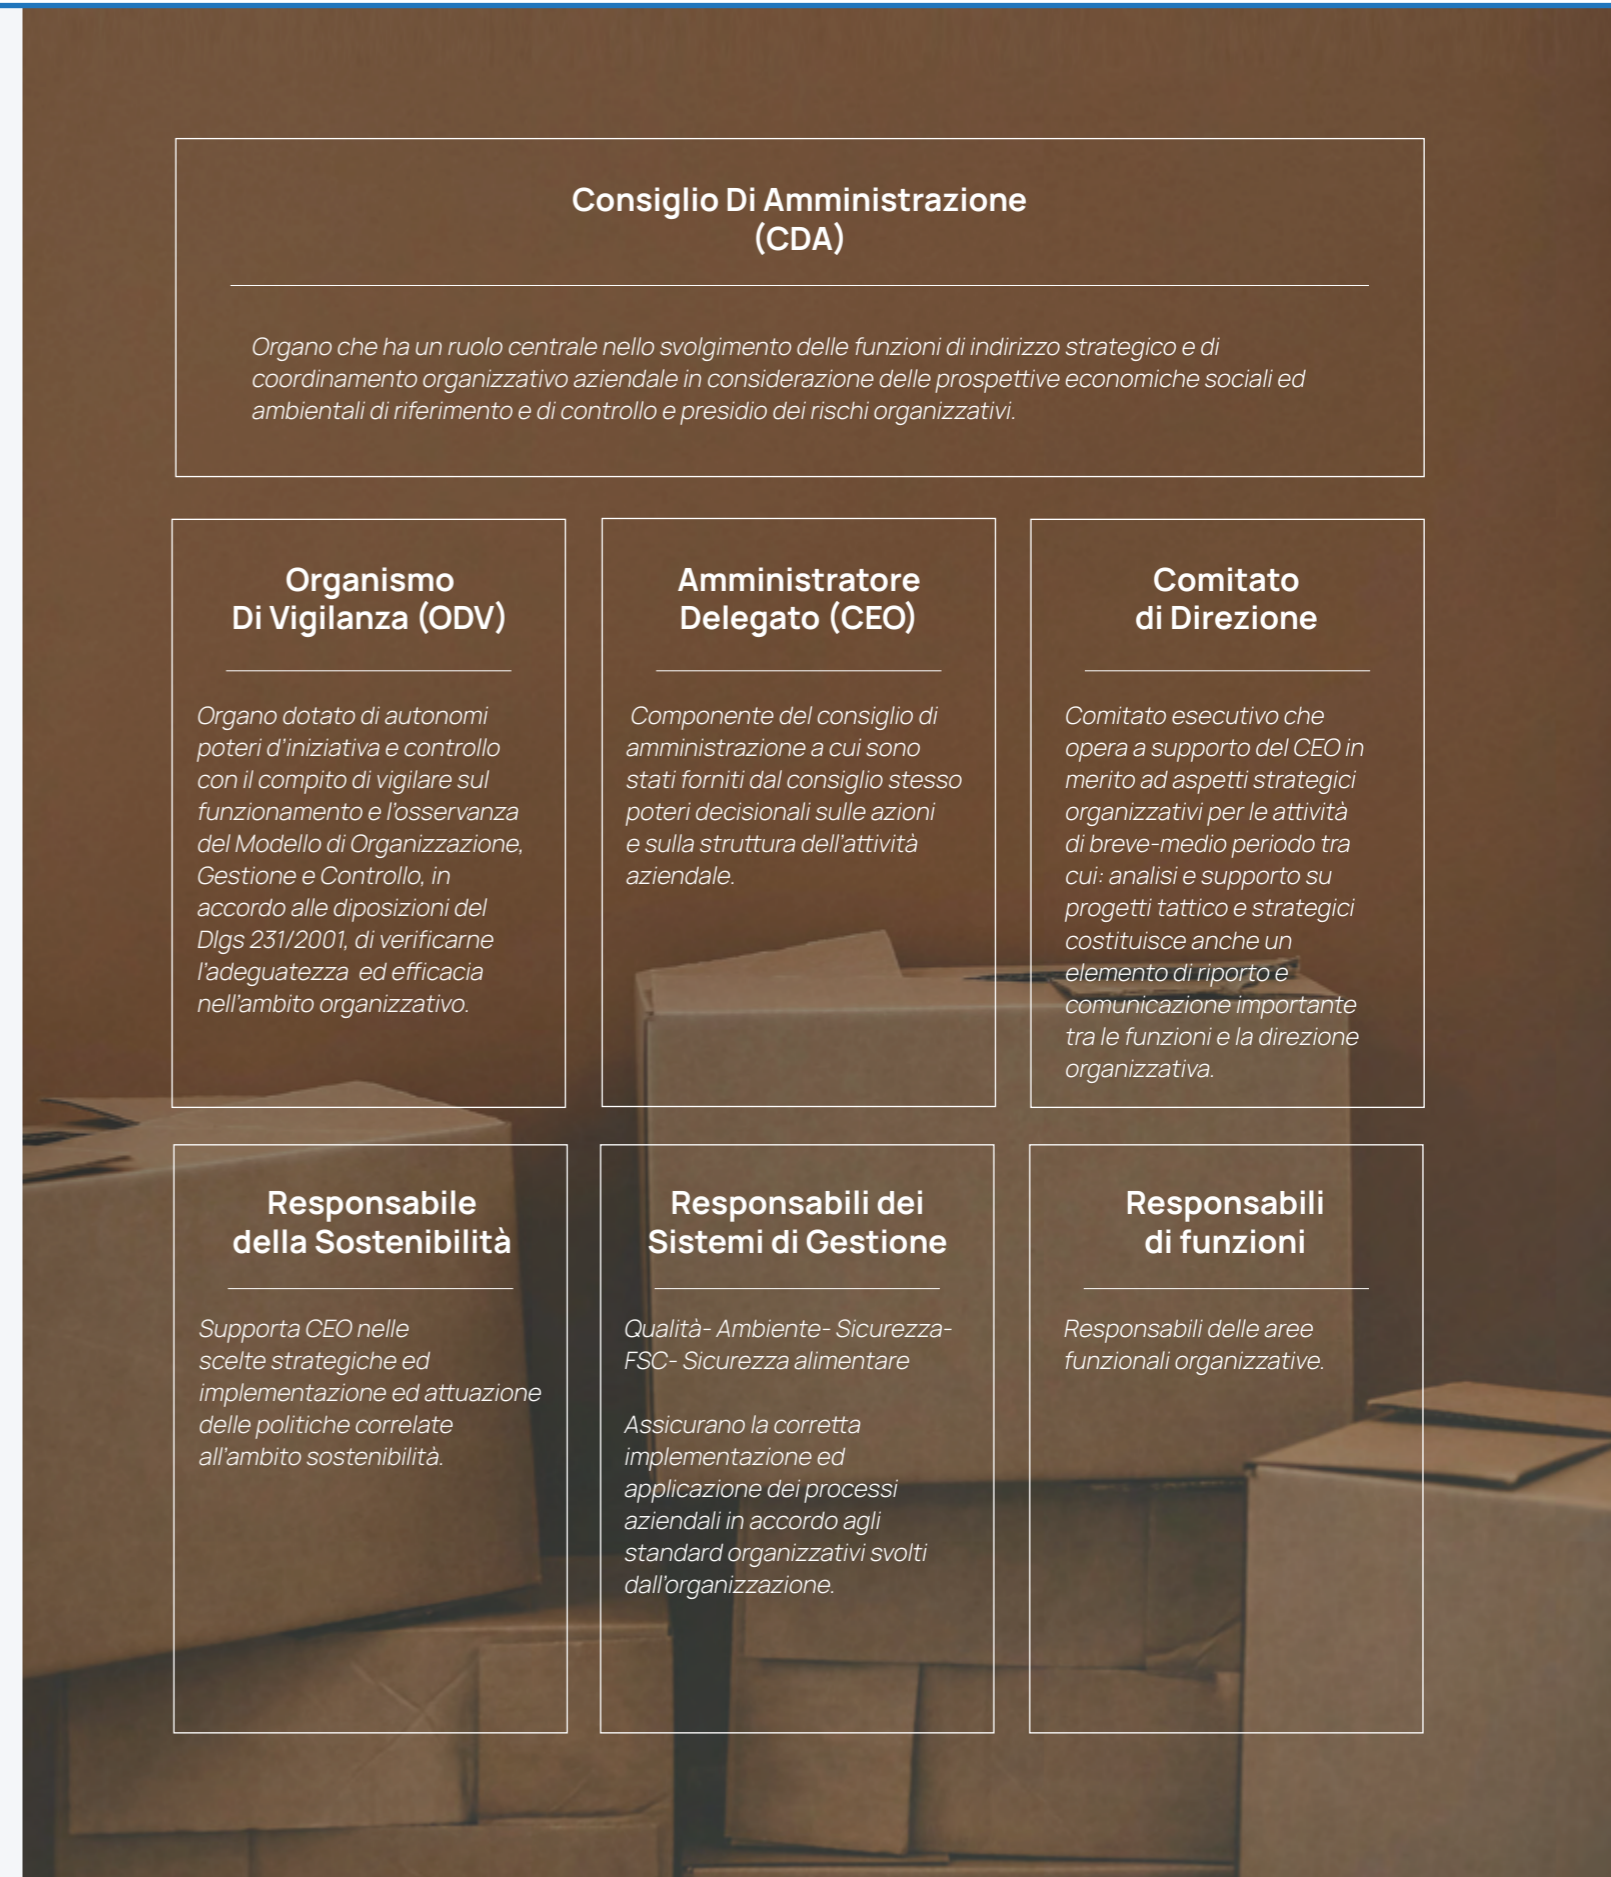 Consiglio Di Amministrazione
(CDA)
Organo che ha un ruolo centrale nello svolgimento delle funzioni di indirizzo strategico e di
coordinamento organizzativo aziendale in considerazione delle prospettive economiche sociali ed
ambientali di riferimento e di controllo e presidio dei rischi organizzativi.
Organismo
Di Vigilanza (ODV)
Organo dotato di autonomi
poteri d'iniziativa e controllo
con il compito di vigilare sul
funzionamento e l'osservanza
del Modello di Organizzazione,
Gestione e Controllo, in
accordo alle diposizioni del
Dlgs 231/2001, di verificarne
l'adeguatezza  ed efficacia
nell'ambito organizzativo.
Amministratore
Delegato (CEO)
Componente del consiglio di
amministrazione a cui sono
stati forniti dal consiglio stesso
poteri decisionali sulle azioni
e sulla struttura dell'attività
aziendale.
Comitato
di Direzione
Comitato esecutivo che
opera a supporto del CEO in
merito ad aspetti strategici
organizzativi per le attività
di breve-medio periodo tra
cui: analisi e supporto su
progetti tattico e strategici
costituisce anche un
elemento di riporto e
comunicazione importante
tra le funzioni e la direzione
organizzativa.
Responsabile
della Sostenibilità
Supporta CEO nelle
scelte strategiche ed
implementazione ed attuazione
delle politiche correlate
all'ambito sostenibilità.
Responsabili dei
Sistemi di Gestione
Qualità- Ambiente- Sicurezza-
FSC- Sicurezza alimentare
Assicurano la corretta
implementazione ed
applicazione dei processi
aziendali in accordo agli
standard organizzativi svolti
dall'organizzazione.
Responsabili
di funzioni
Responsabili delle aree
funzionali organizzative.